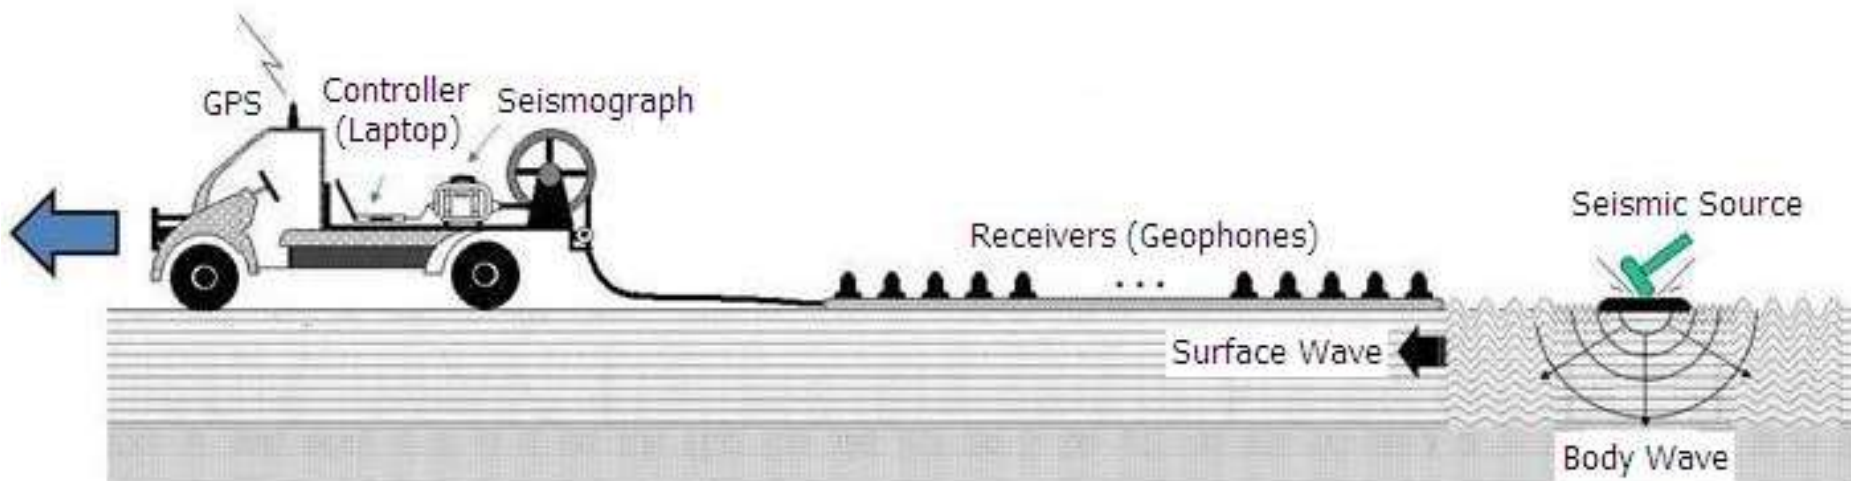 GPS
Controller
(Laptop)
Seismograph
Receivers (Geophones)
. . .
Seismic Source
Surface Wave
Body Wave